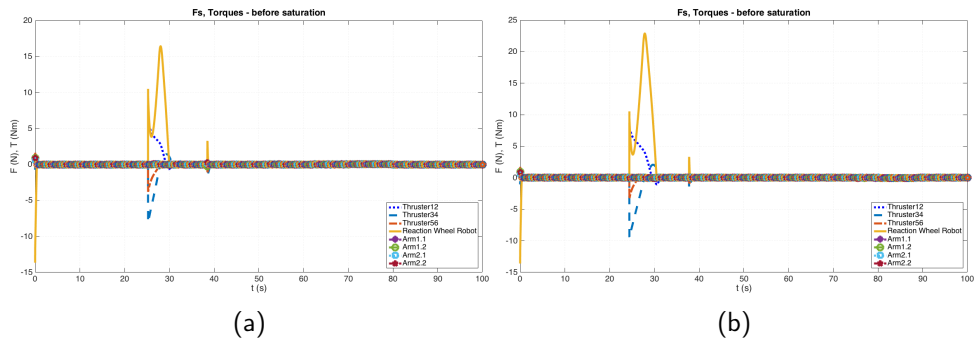 Fs, Torques - before saturation
20
15
10
5
0
-5
-10
-15
F (N), T (Nm)
0 10 20 30 40 50 60 70 80 90 100
t (s)
Thruster12
Thruster34
Thruster56
Reaction Wheel Robot
Arm1.1
Arm1.2
Arm2.1
Arm2.2
(a)
Fs, Torques - before saturation
25
20
15
10
5
0
-5
-10
-15
F (N), T (Nm)
0 10 20 30 40 50 60 70 80 90 100
t (s)
Thruster12
Thruster34
Thruster56
Reaction Wheel Robot
Arm1.1
Arm1.2
Arm2.1
Arm2.2
(b)